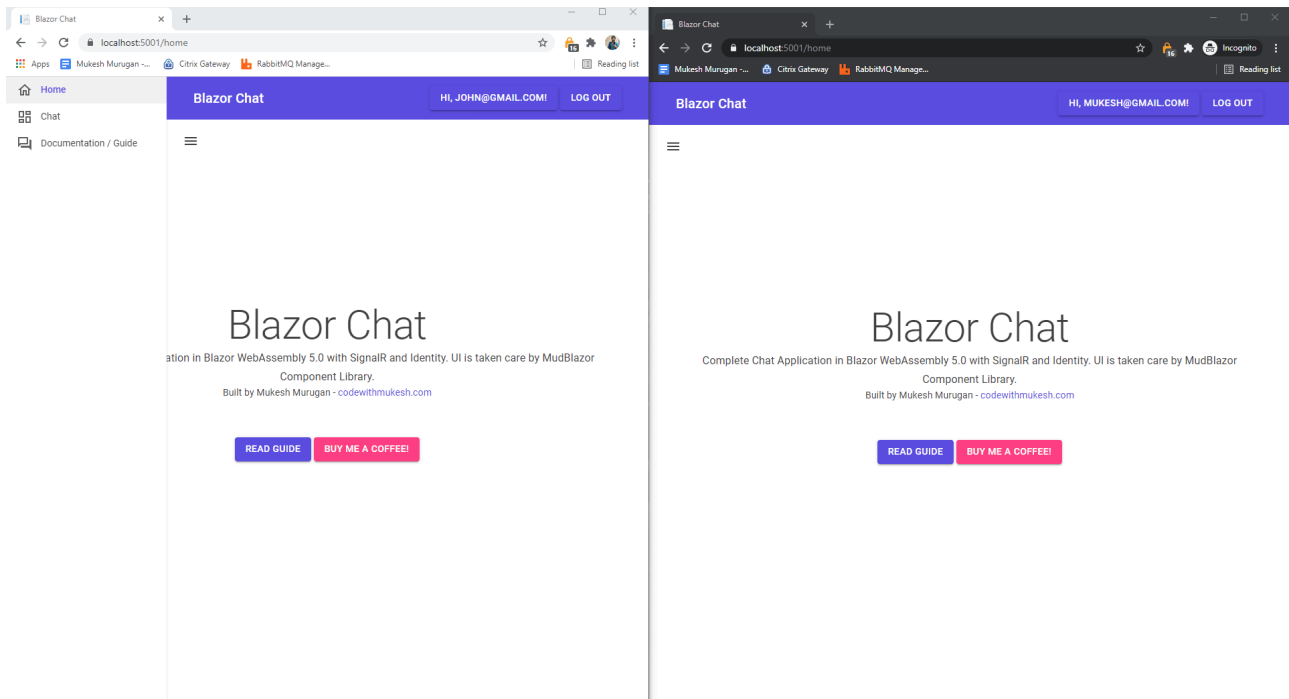 Blazor Chat
localhost:5001/home
16
Apps Mukesh Murugan -... Citrix Gateway RabbitMQ Manage... Reading list
Home
Chat
Documentation / Guide
Blazor Chat HI, JOHN@GMAIL.COM! LOG OUT
Blazor Chat
ation in Blazor WebAssembly 5.0 with SignalR and Identity. UI is taken care by MudBlazor
Component Library.
Built by Mukesh Murugan - codewithmukesh.com
READ GUIDE BUY ME A COFFEE!
Blazor Chat
localhost:5001/home
16
Incognito
Mukesh Murugan -... Citrix Gateway RabbitMQ Manage... Reading list
Blazor Chat HI, MUKESH@GMAIL.COM! LOG OUT
Blazor Chat
Complete Chat Application in Blazor WebAssembly 5.0 with SignalR and Identity. UI is taken care by MudBlazor
Component Library.
Built by Mukesh Murugan - codewithmukesh.com
READ GUIDE BUY ME A COFFEE!